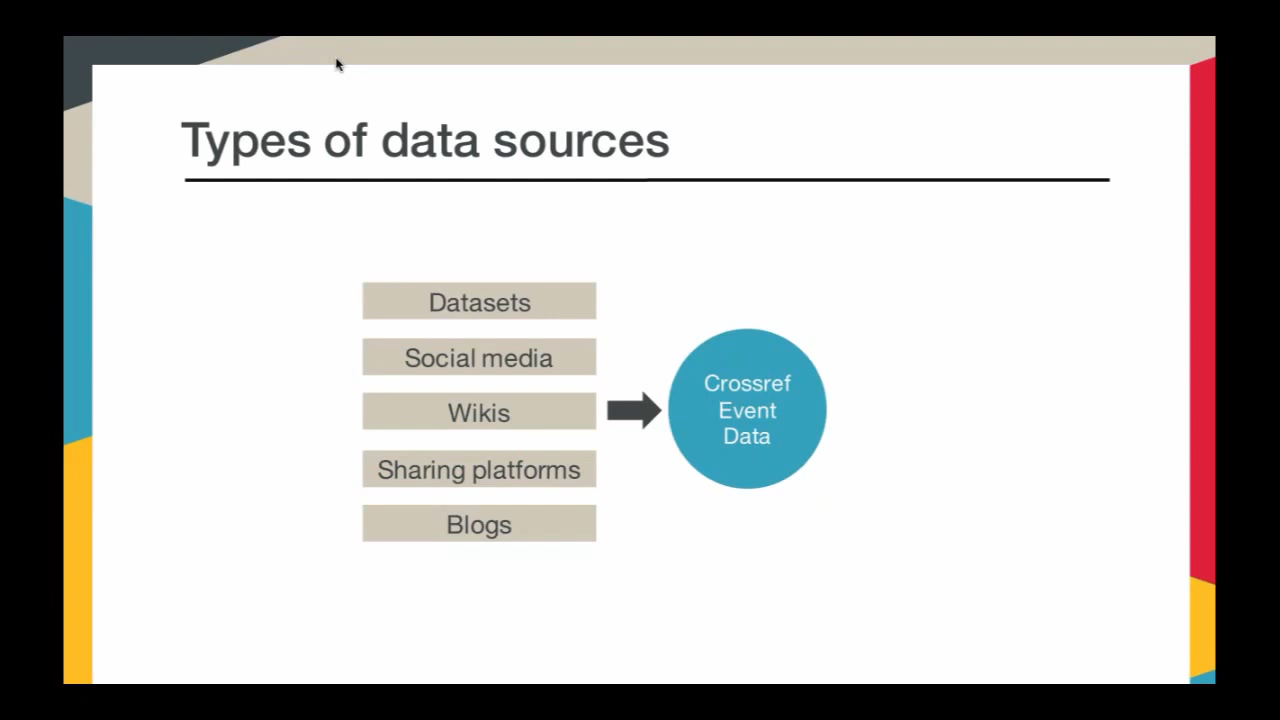 Types of data sources
Datasets
Social media
Wikis
Sharing platforms
Blogs
Crossref
Event
Data